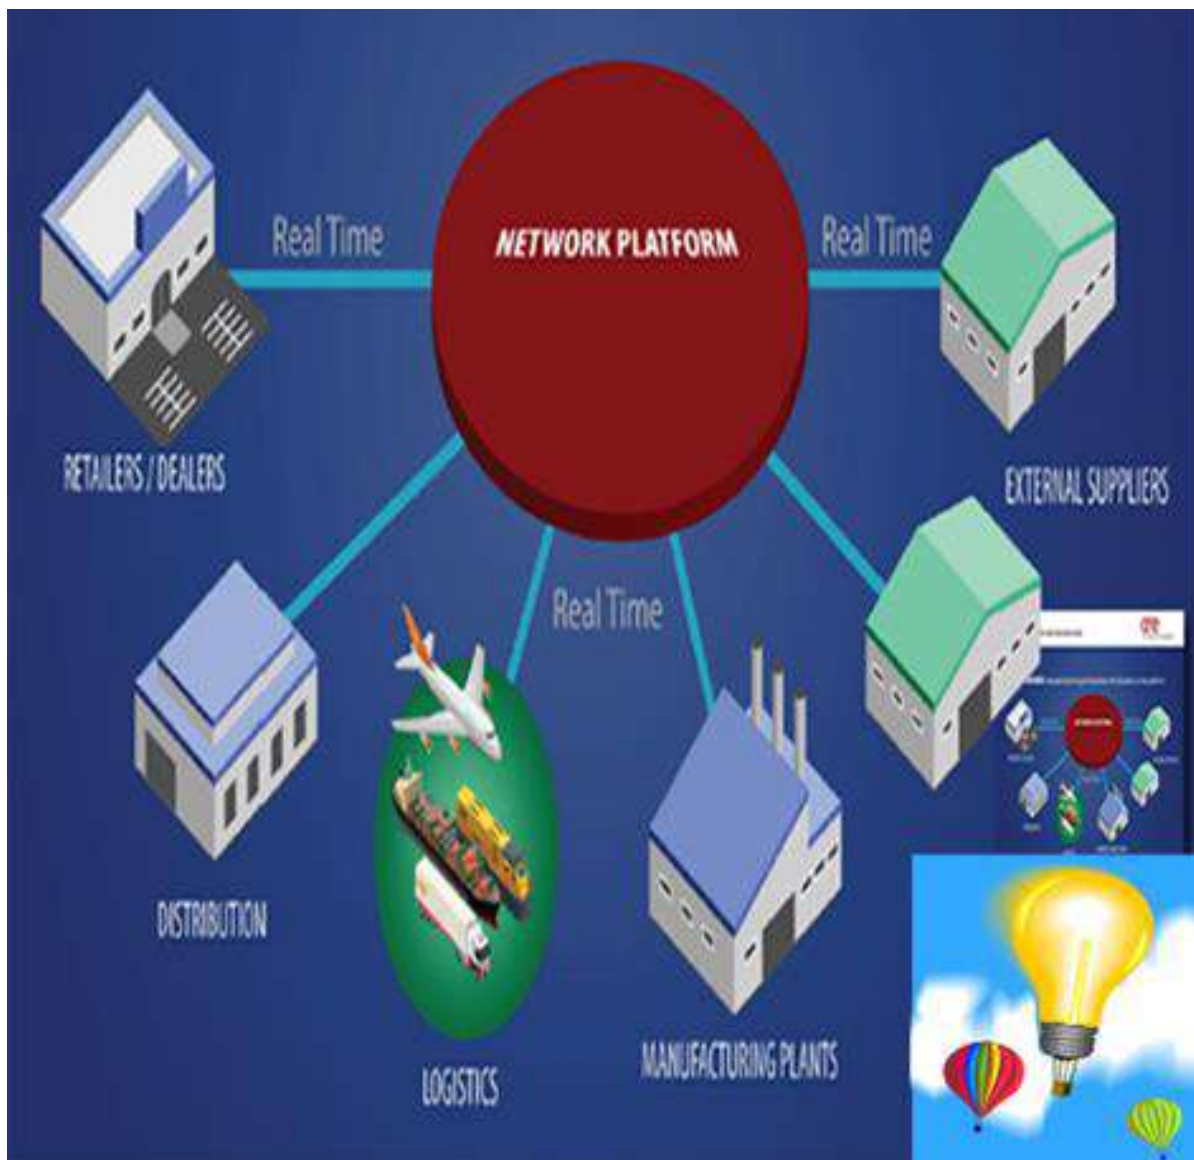 NETWORK PLATFORM
Real Time
Real Time
RETAILERS / DEALERS
EXTERNAL SUPPLIERS
Real Time
DISTRIBUTION
LOGISTICS
MANUFACTURING PLANTS